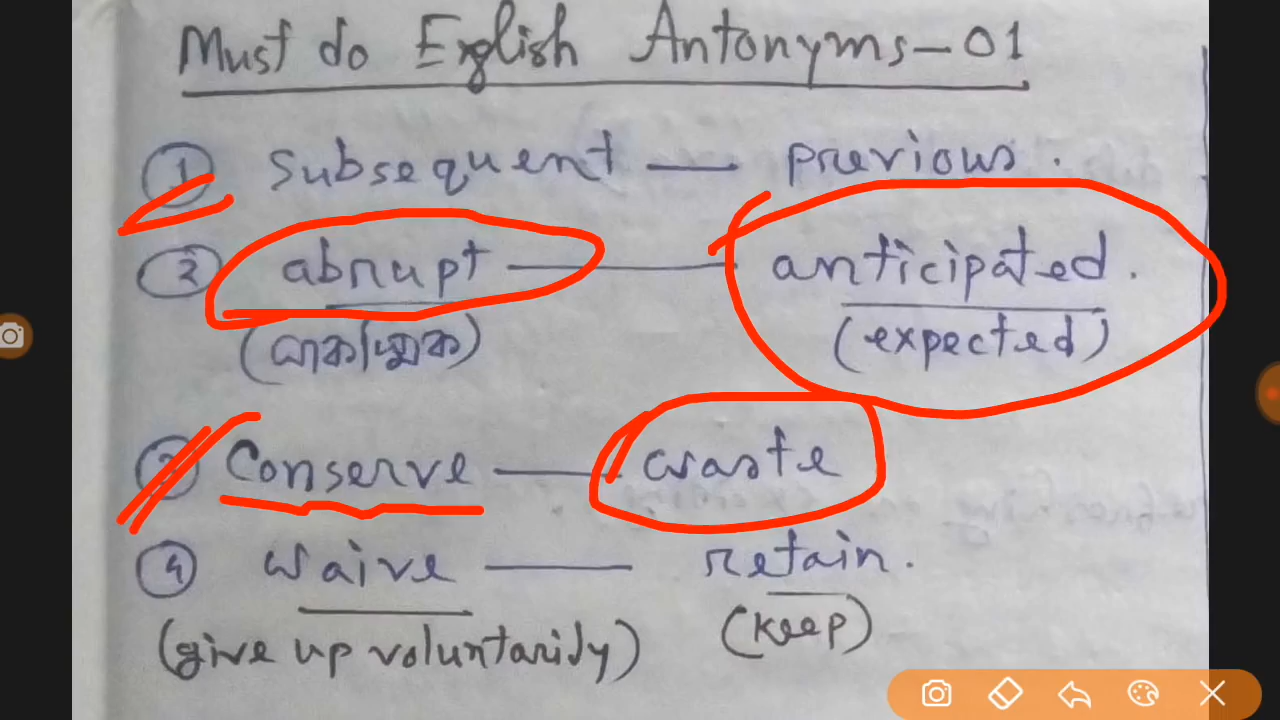 Must do English Antonyms-01
① Subsequent — previous.
② abrupt — anticipated.
(আকস্মিক) (expected)
③ Conserve — waste
④ waive — retain.
(give up voluntarily) (keep)